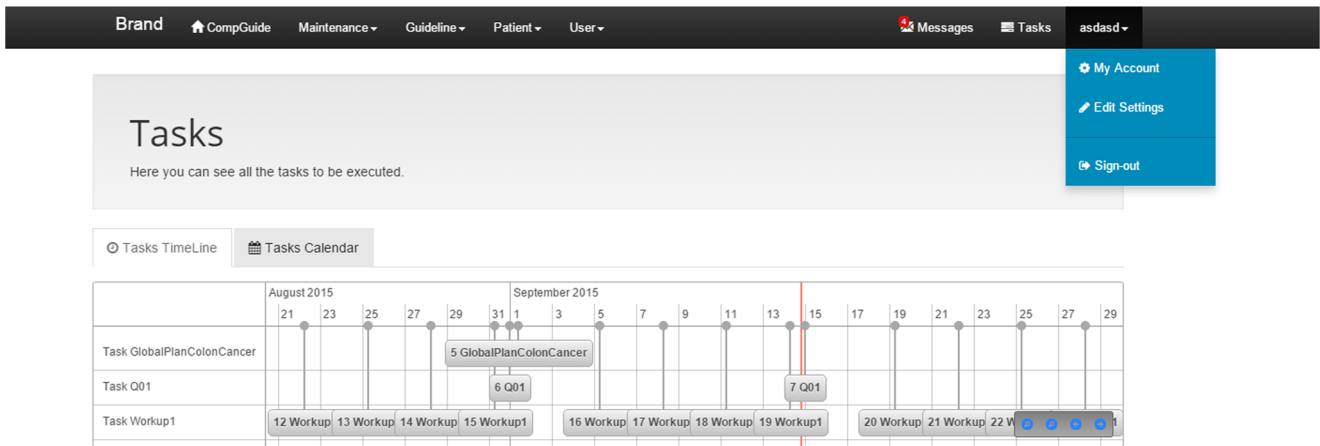 Brand CompGuide Maintenance Guideline Patient User 4 Messages Tasks asdasd
My Account
Edit Settings
Sign-out
Tasks
Here you can see all the tasks to be executed.
Tasks TimeLine Tasks Calendar
August 2015 September 2015
21 23 25 27 29 31 1 3 5 7 9 11 13 15 17 19 21 23 25 27 29
Task GlobalPlanColonCancer 5 GlobalPlanColonCancer
Task Q01 6 Q01 7 Q01
Task Workup1 12 Workup 13 Workup 14 Workup 15 Workup1 16 Workup 17 Workup 18 Workup 19 Workup1 20 Workup 21 Workup 22 W 1